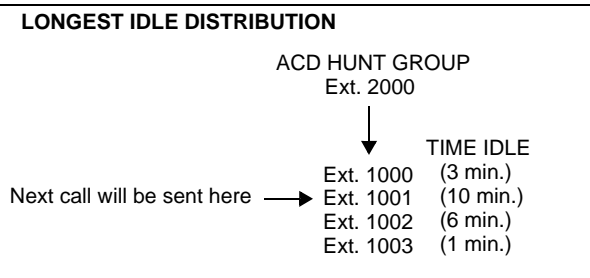 LONGEST IDLE DISTRIBUTION
ACD HUNT GROUP
Ext. 2000
TIME IDLE
Ext. 1000 (3 min.)
Next call will be sent here Ext. 1001 (10 min.)
Ext. 1002 (6 min.)
Ext. 1003 (1 min.)